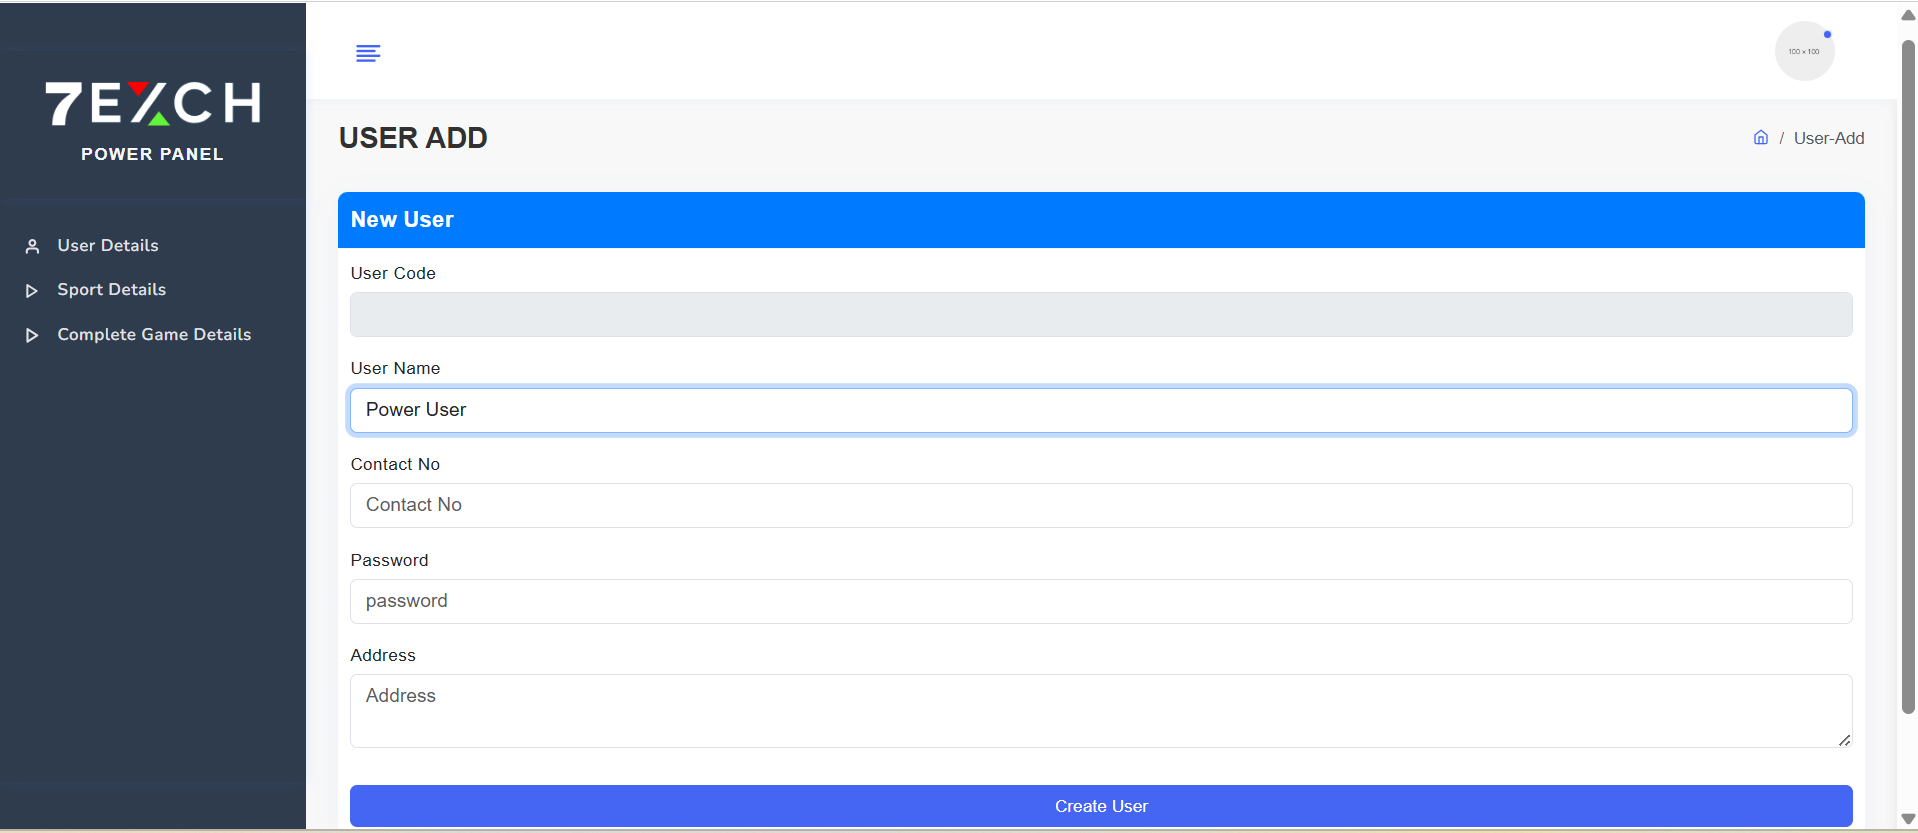 7EXCH
POWER PANEL
User Details
Sport Details
Complete Game Details
100 × 100
USER ADD
/ User-Add
New User
User Code
User Name
Power User
Contact No
Contact No
Password
password
Address
Address
Create User